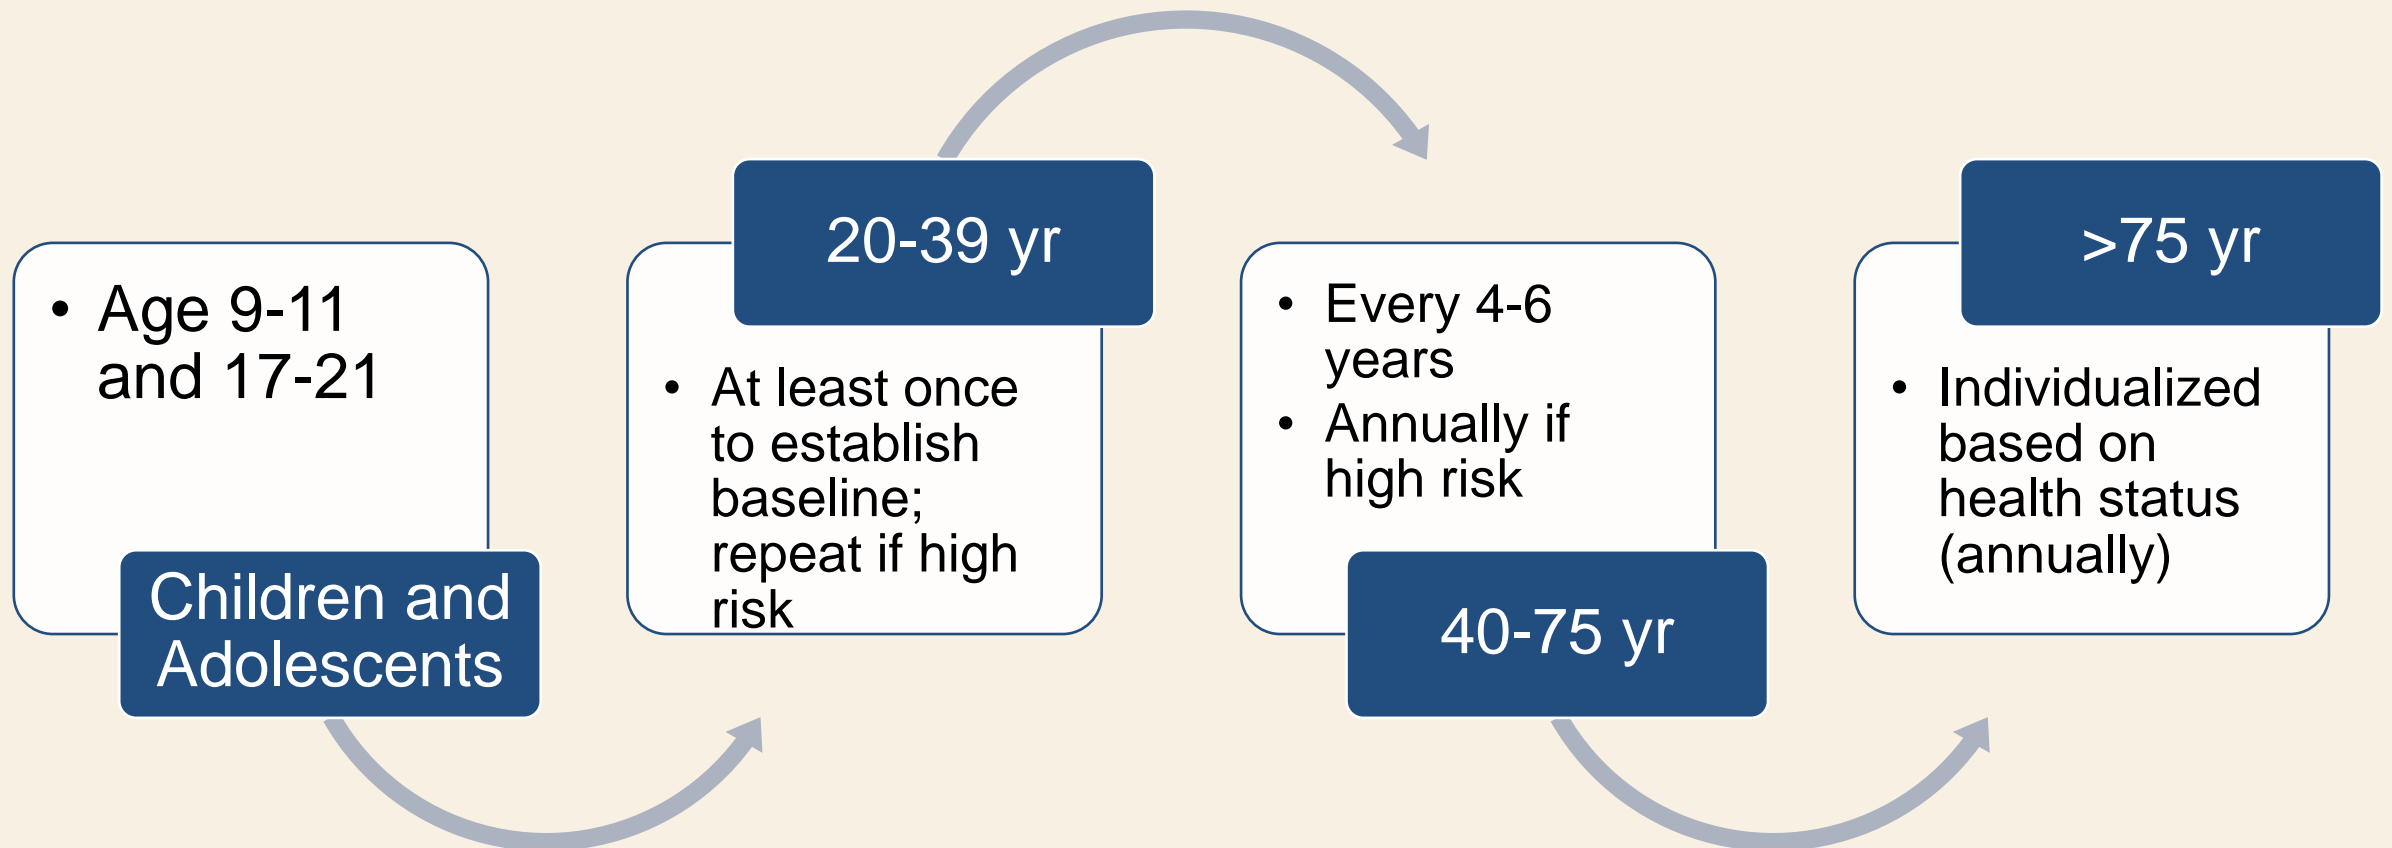 • Age 9-11
and 17-21
Children and
Adolescents
20-39 yr
• At least once
to establish
baseline;
repeat if high
risk
• Every 4-6
years
• Annually if
high risk
40-75 yr
>75 yr
• Individualized
based on
health status
(annually)